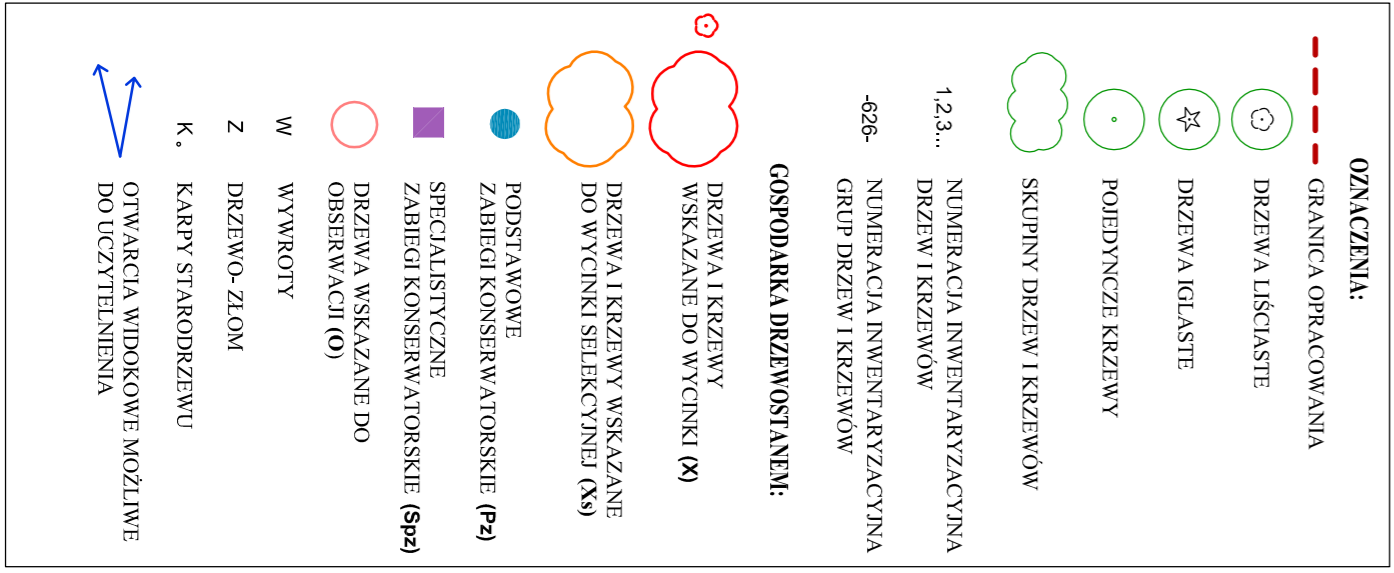 OZNACZENIA:
GRANICA OPRACOWANIA
DRZEWA LIŚCIASTE
DRZEWA IGLASTE
POJEDYNCZE KRZEWY
SKUPINY DRZEW I KRZEWÓW
1,2,3...
NUMERACJA INWENTARYZACYJNA
DRZEW I KRZEWÓW
-626-
NUMERACJA INWENTARYZACYJNA
GRUP DRZEW I KRZEWÓW
GOSPODARKA DRZEWOSTANEM:
DRZEWA I KRZEWY
WSKAZANE DO WYCINKI (X)
DRZEWA I KRZEWY WSKAZANE
DO WYCINKI SELEKCYJNEJ (Xs)
PODSTAWOWE
ZABIEGI KONSERWATORSKIE (Pz)
SPECJALISTYCZNE
ZABIEGI KONSERWATORSKIE (Spz)
DRZEWA WSKAZANE DO
OBSERWACJI (O)
W WYWROTY
Z DRZEWO- ZŁOM
K. KARPY STARODRZEWU
OTWARCIA WIDOKOWE MOŻLIWE
DO UCZYTELNIENIA